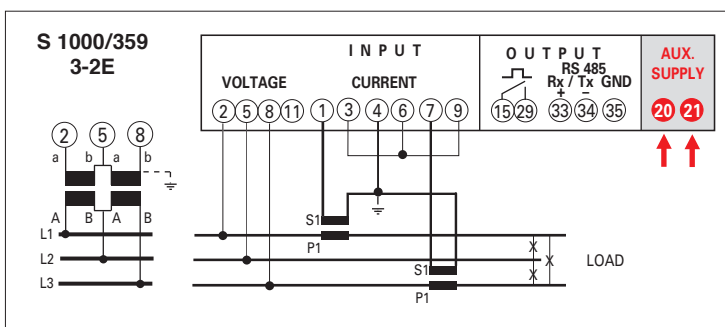 S 1000/359
3-2E
INPUT
VOLTAGE CURRENT
2 5 8 11 1 3 4 6 7 9
OUTPUT
RS 485
Rx / Tx GND
+ −
15 29 33 34 35
AUX.
SUPPLY
20 21
2 5 8
a b a b
A B A B
L1
L2
L3
S1
P1
S1
P1
X
X
X
LOAD